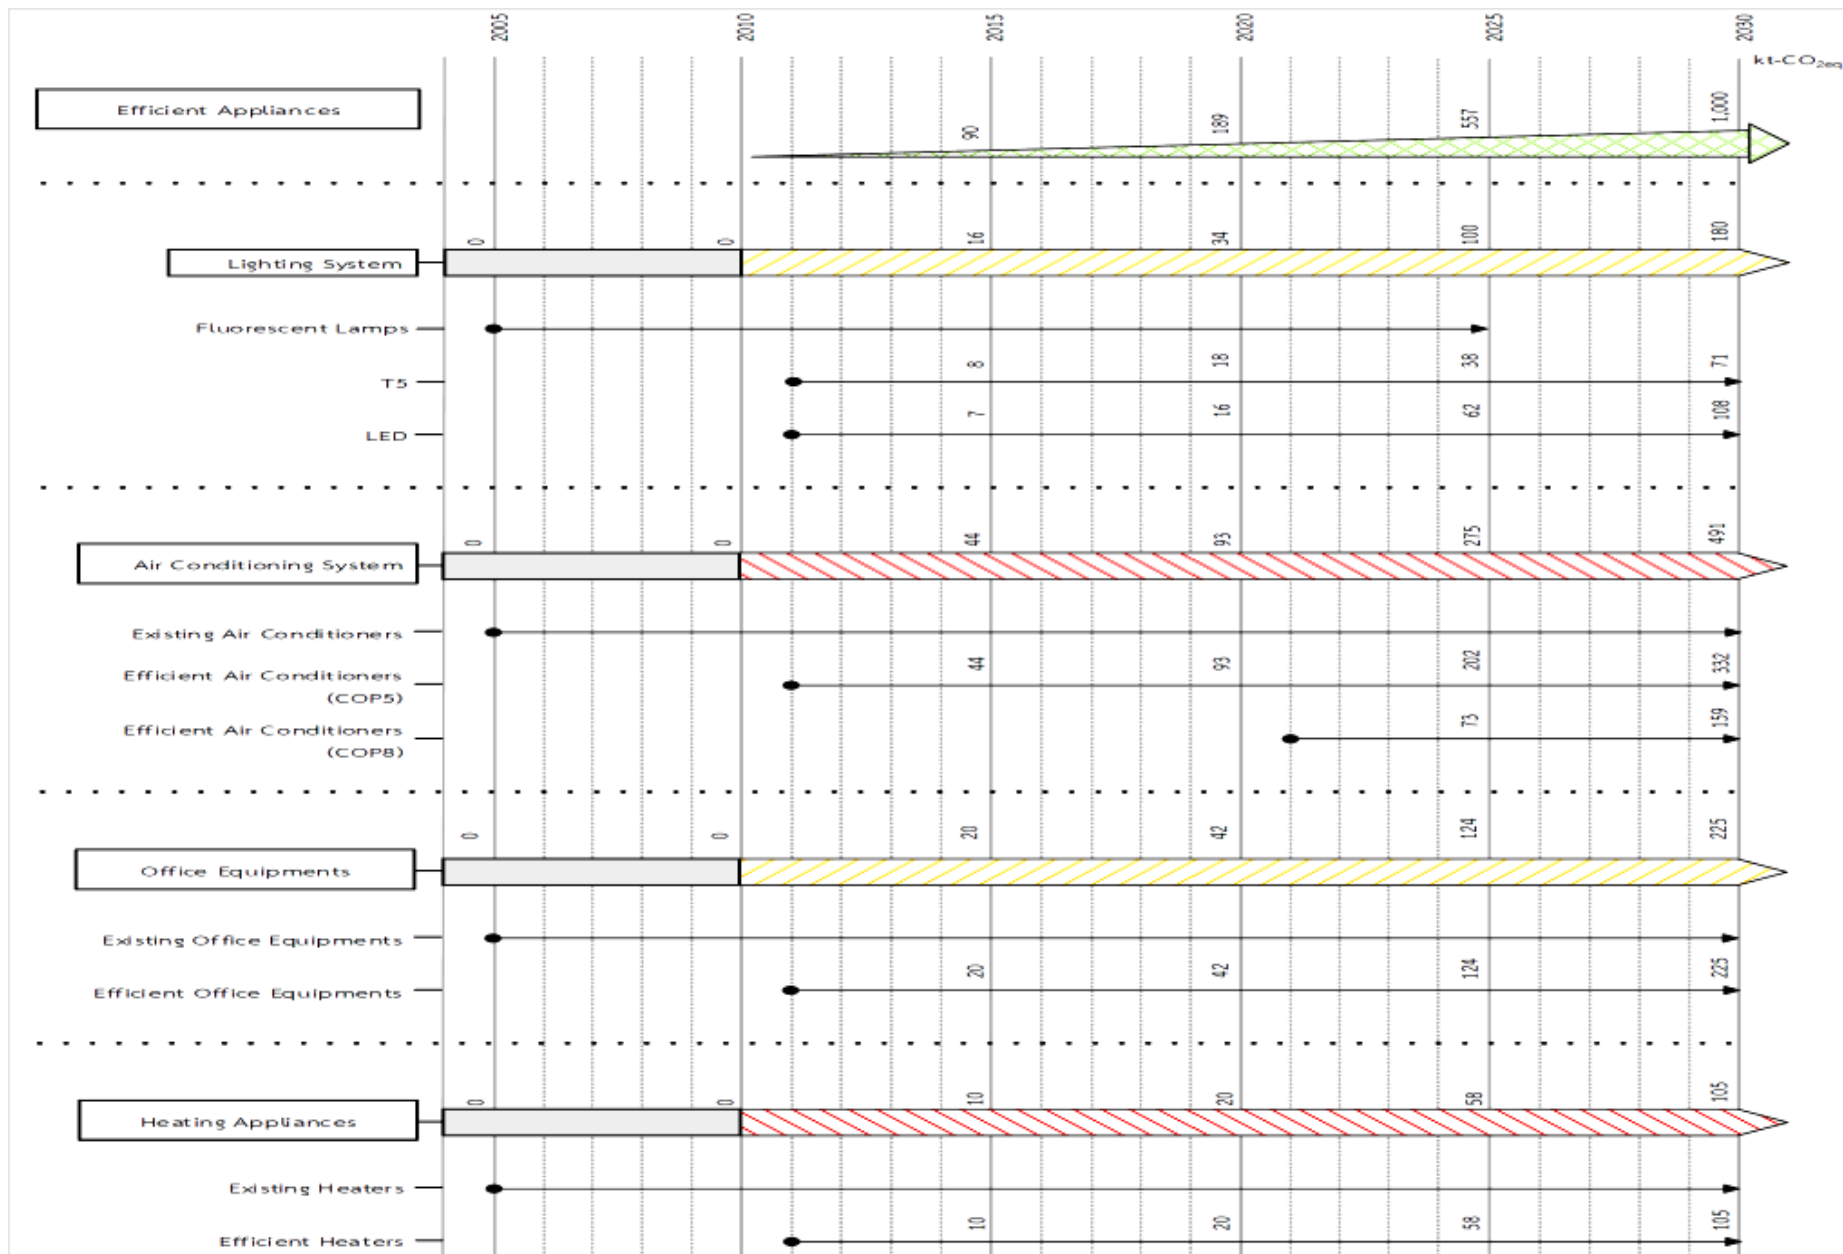 2005 2010 2015 2020 2025 2030
kt-CO2eq
90 189 557 1,000
Efficient Appliances
0 0 16 34 100 180
Lighting System
Fluorescent Lamps
8 18 38 71
T5
7 16 62 108
LED
0 0 44 93 275 491
Air Conditioning System
Existing Air Conditioners
44 93 202 332
Efficient Air Conditioners
(COP5)
73 159
Efficient Air Conditioners
(COP8)
0 0 20 42 124 225
Office Equipments
Existing Office Equipments
20 42 124 225
Efficient Office Equipments
0 0 10 20 58 105
Heating Appliances
Existing Heaters
10 20 58 105
Efficient Heaters